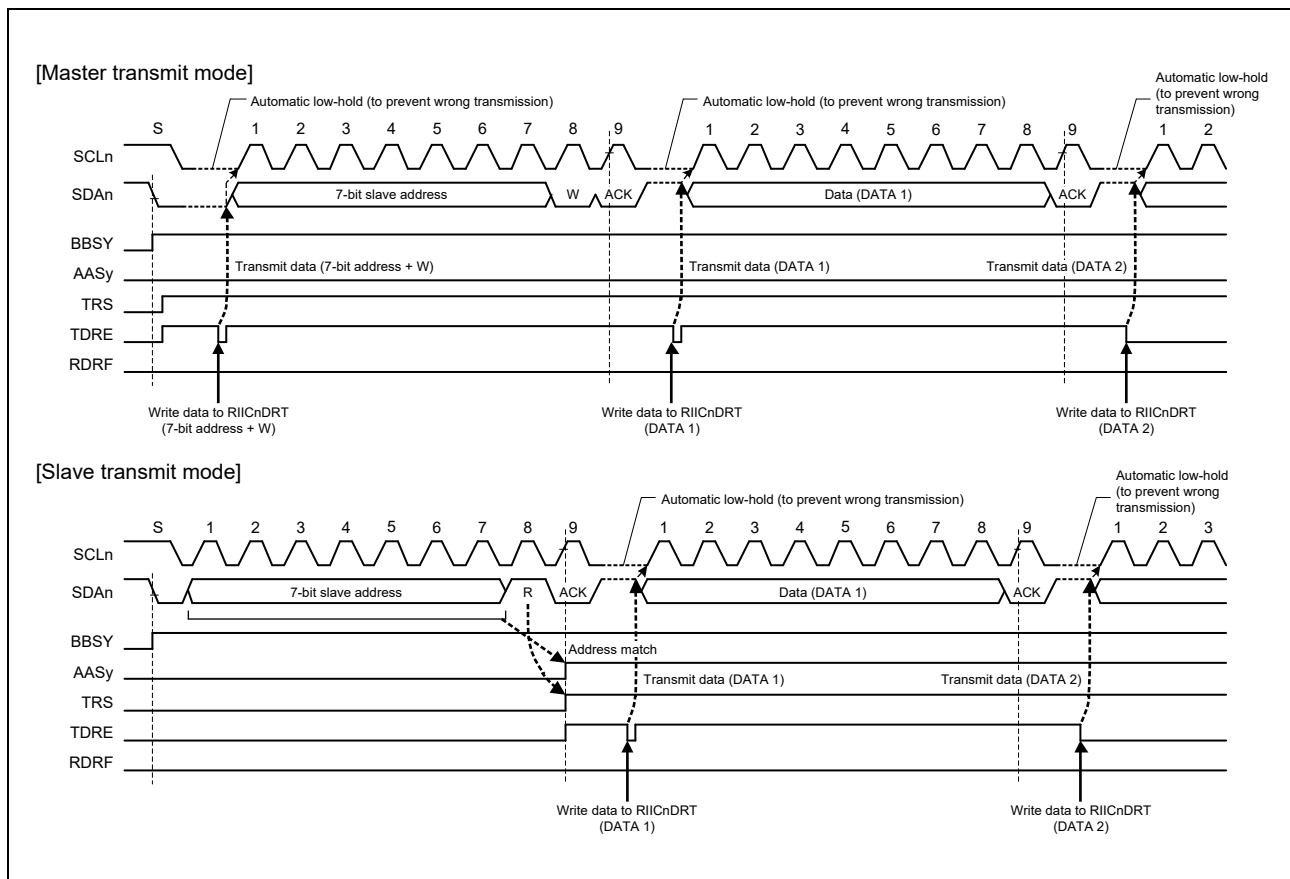 [Master transmit mode]
Automatic low-hold (to prevent wrong transmission)
Automatic low-hold (to prevent wrong transmission)
Automatic low-hold
(to prevent wrong
transmission)
S 1 2 3 4 5 6 7 8 9 1 2 3 4 5 6 7 8 9 1 2
SCLn
SDAn 7-bit slave address W ACK Data (DATA 1) ACK
BBSY
Transmit data (7-bit address + W) Transmit data (DATA 1) Transmit data (DATA 2)
AASy
TRS
TDRE
RDRF
Write data to RIICnDRT
(7-bit address + W)
Write data to RIICnDRT
(DATA 1)
Write data to RIICnDRT
(DATA 2)
[Slave transmit mode]
Automatic low-hold (to prevent wrong transmission)
Automatic low-hold
(to prevent wrong
transmission)
S 1 2 3 4 5 6 7 8 9 1 2 3 4 5 6 7 8 9 1 2 3
SCLn
SDAn 7-bit slave address R ACK Data (DATA 1) ACK
BBSY
Address match
AASy
Transmit data (DATA 1) Transmit data (DATA 2)
TRS
TDRE
RDRF
Write data to RIICnDRT
(DATA 1)
Write data to RIICnDRT
(DATA 2)